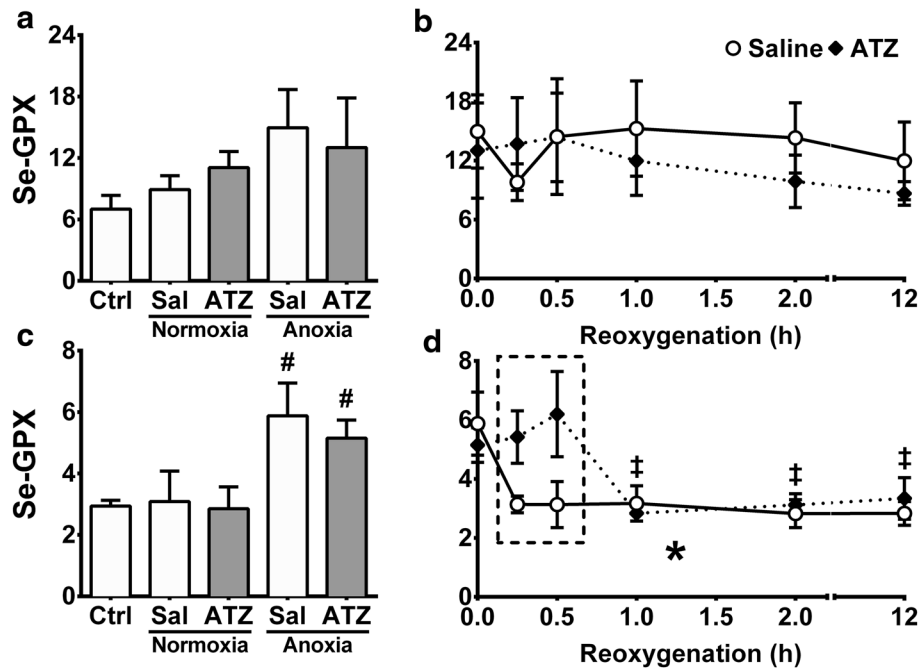 a
Se-GPX
24
18
12
6
0
Ctrl Sal ATZ Sal ATZ
Normoxia Anoxia
b
Saline ATZ
24
18
12
6
0
0.0 0.5 1.0 1.5 2.0 12
Reoxygenation (h)
c
Se-GPX
8
6
4
2
0
# #
Ctrl Sal ATZ Sal ATZ
Normoxia Anoxia
d
8
6
4
2
0
‡ ‡ ‡
*
0.0 0.5 1.0 1.5 2.0 12
Reoxygenation (h)